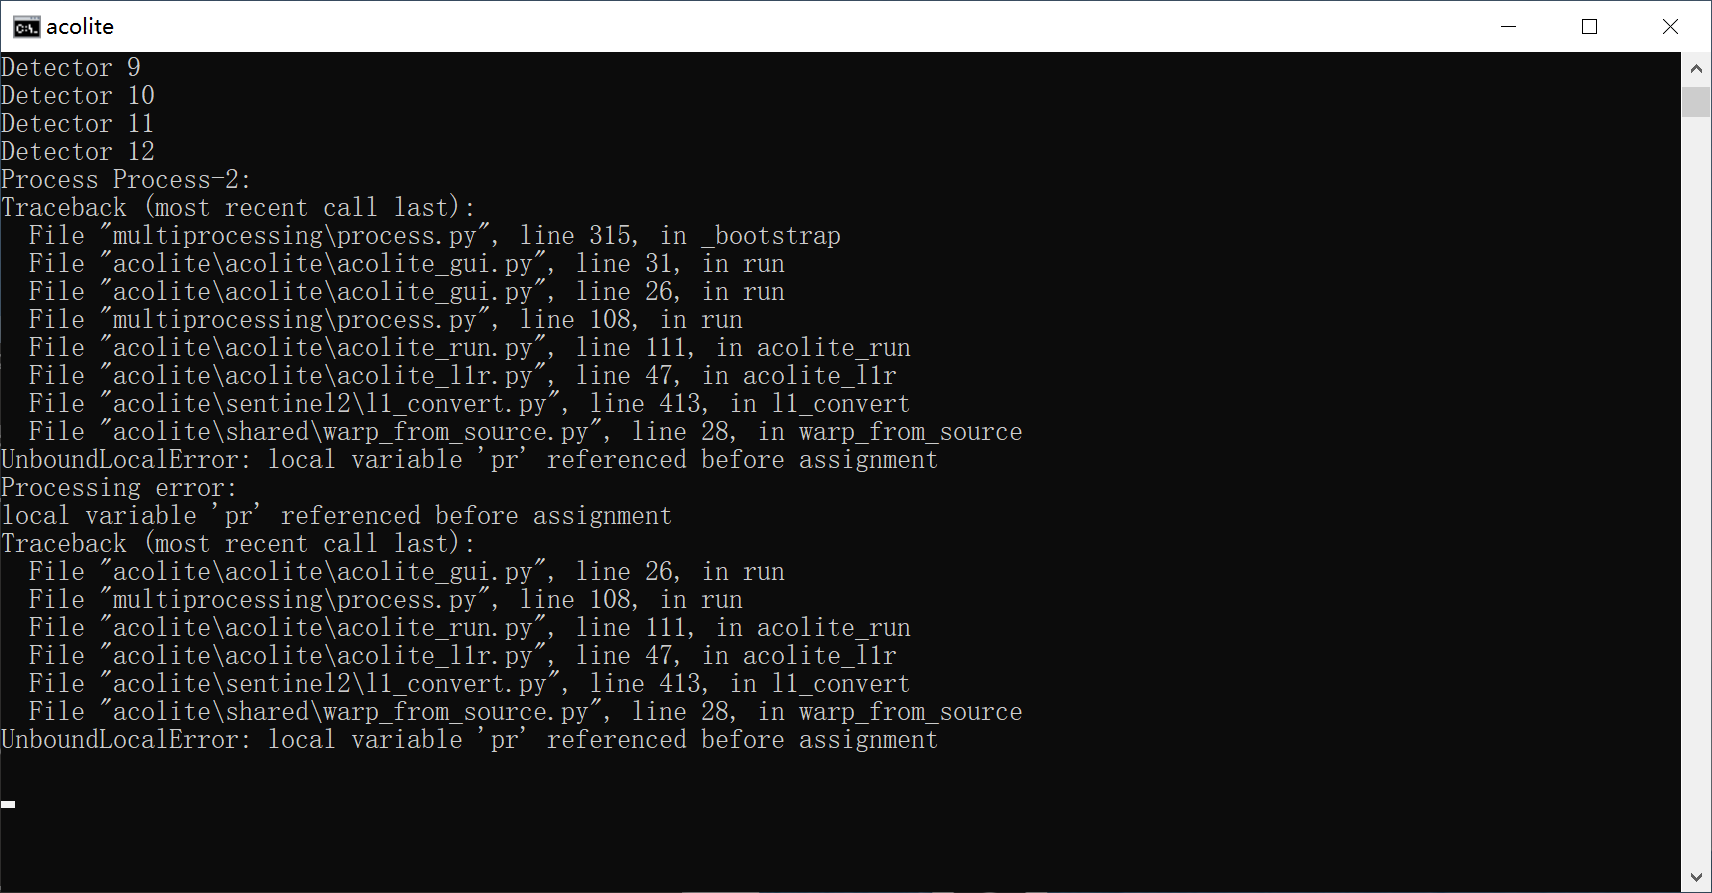 acolite
Detector 9
Detector 10
Detector 11
Detector 12
Process Process-2:
Traceback (most recent call last):
  File "multiprocessing\process.py", line 315, in _bootstrap
  File "acolite\acolite\acolite_gui.py", line 31, in run
  File "acolite\acolite\acolite_gui.py", line 26, in run
  File "multiprocessing\process.py", line 108, in run
  File "acolite\acolite\acolite_run.py", line 111, in acolite_run
  File "acolite\acolite\acolite_l1r.py", line 47, in acolite_l1r
  File "acolite\sentinel2\l1_convert.py", line 413, in l1_convert
  File "acolite\shared\warp_from_source.py", line 28, in warp_from_source
UnboundLocalError: local variable 'pr' referenced before assignment
Processing error:
local variable 'pr' referenced before assignment
Traceback (most recent call last):
  File "acolite\acolite\acolite_gui.py", line 26, in run
  File "multiprocessing\process.py", line 108, in run
  File "acolite\acolite\acolite_run.py", line 111, in acolite_run
  File "acolite\acolite\acolite_l1r.py", line 47, in acolite_l1r
  File "acolite\sentinel2\l1_convert.py", line 413, in l1_convert
  File "acolite\shared\warp_from_source.py", line 28, in warp_from_source
UnboundLocalError: local variable 'pr' referenced before assignment